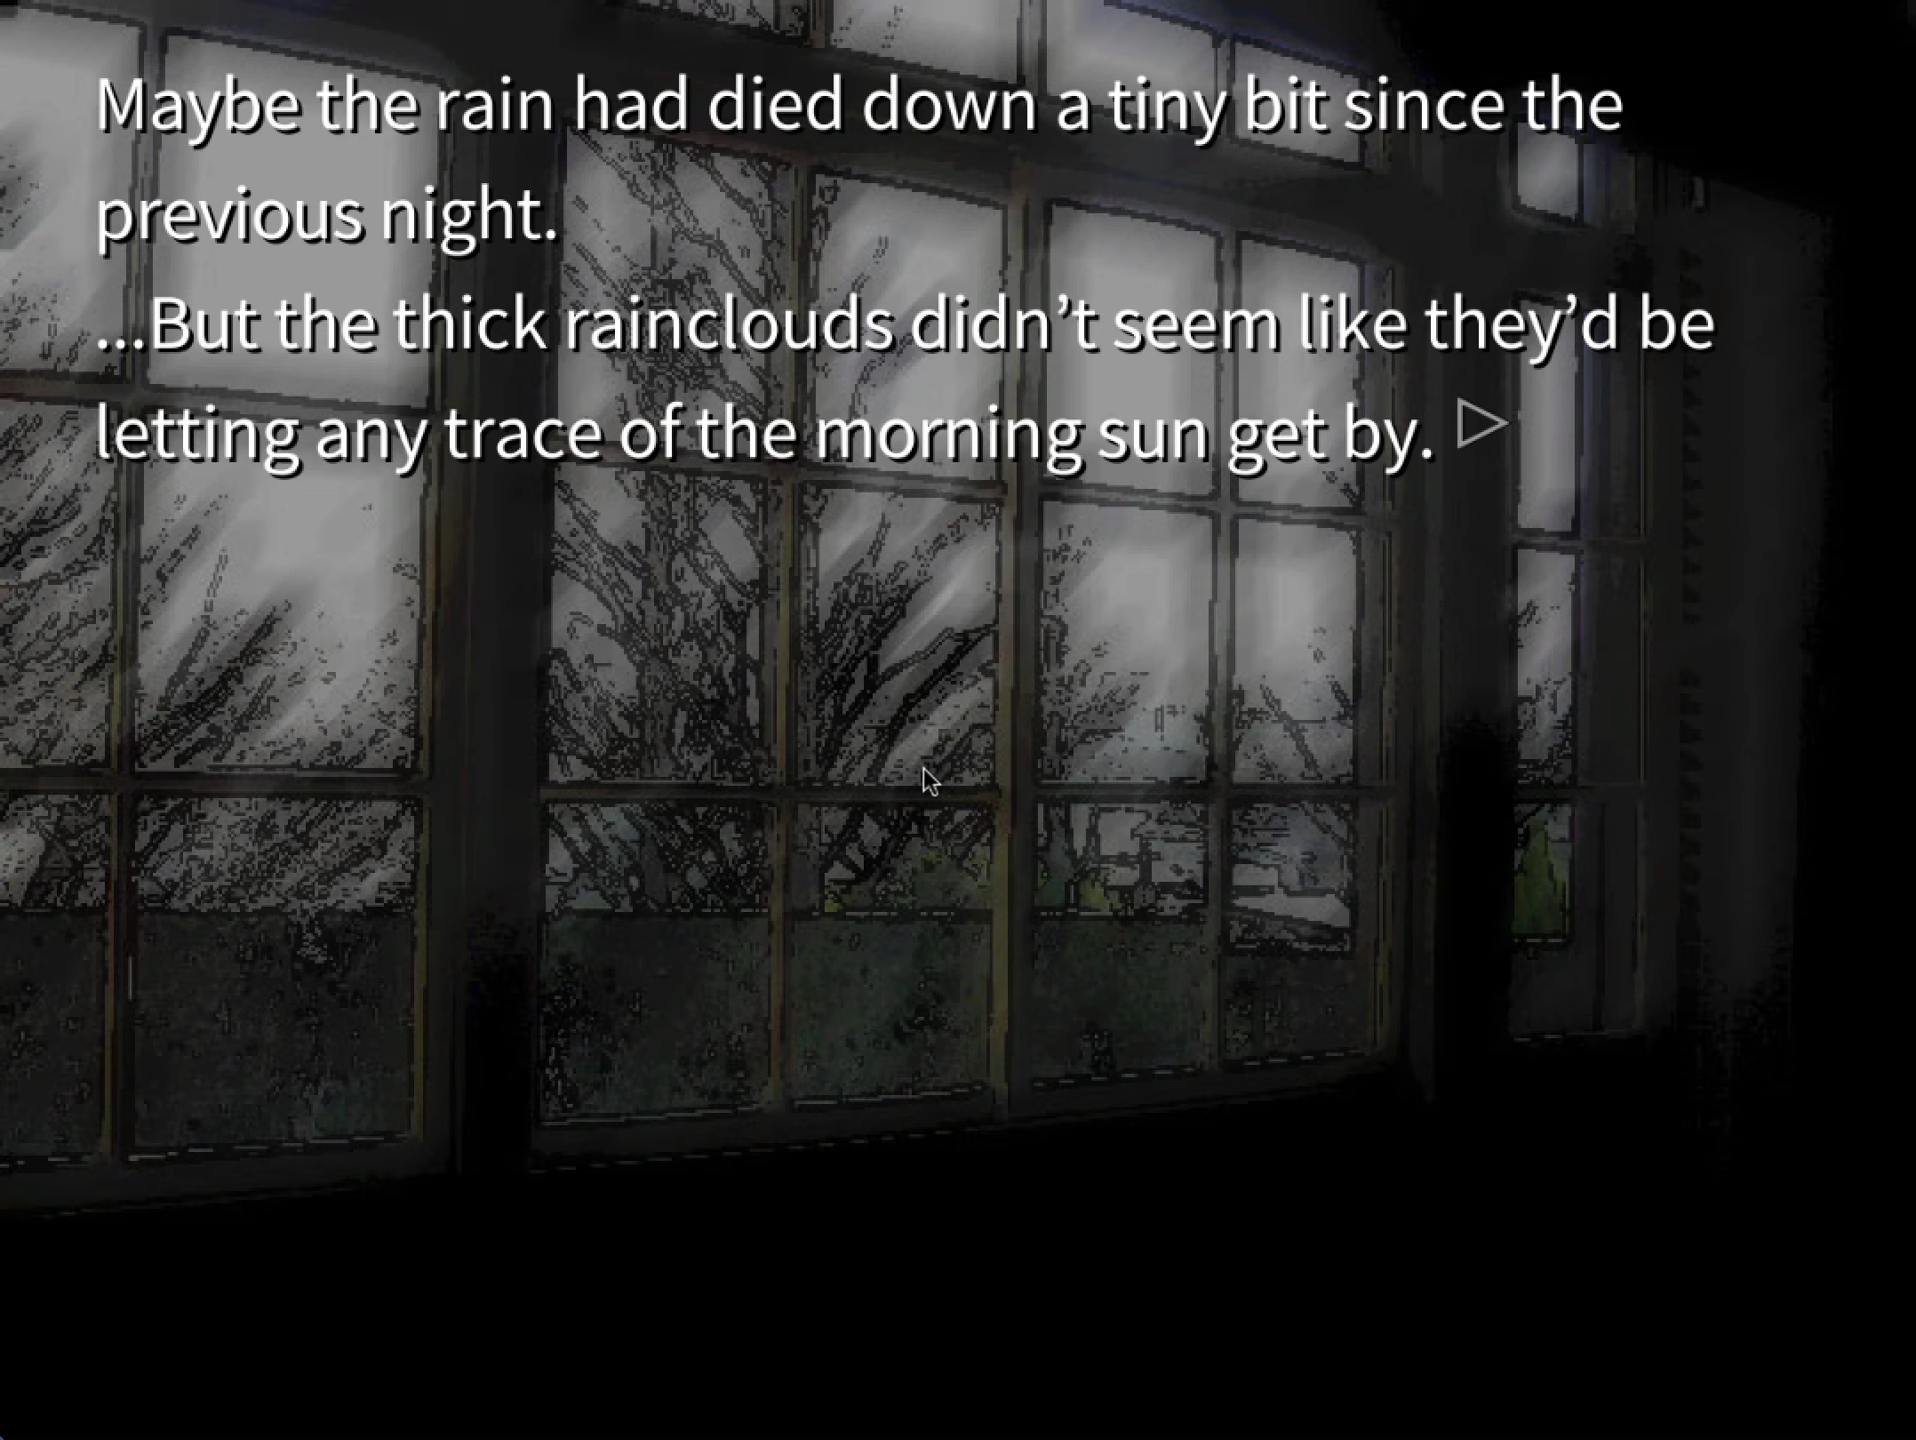 Maybe the rain had died down a tiny bit since the
previous night.
...But the thick rainclouds didn’t seem like they’d be
letting any trace of the morning sun get by.